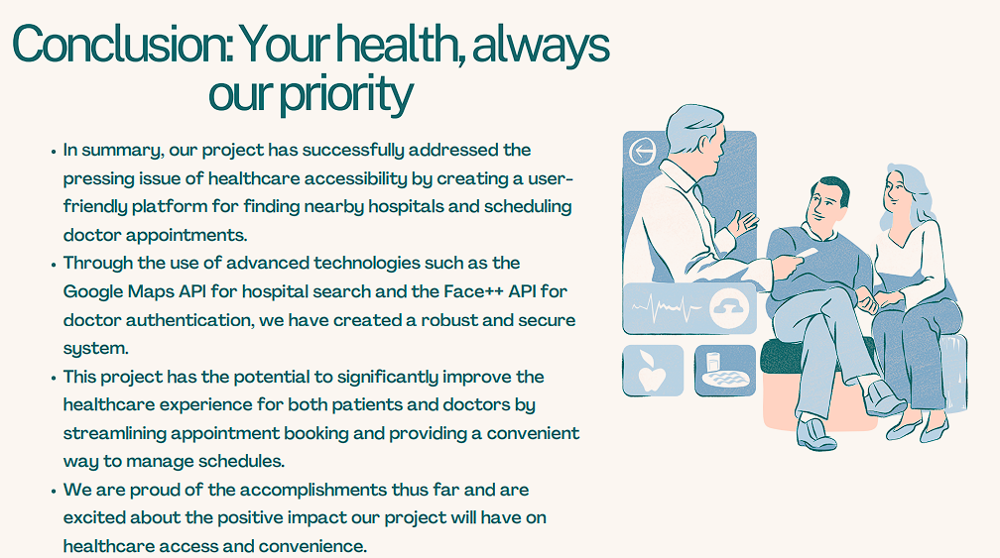 Conclusion: Your health, always
our priority
• In summary, our project has successfully addressed the
pressing issue of healthcare accessibility by creating a user-
friendly platform for finding nearby hospitals and scheduling
doctor appointments.
• Through the use of advanced technologies such as the
Google Maps API for hospital search and the Face++ API for
doctor authentication, we have created a robust and secure
system.
• This project has the potential to significantly improve the
healthcare experience for both patients and doctors by
streamlining appointment booking and providing a convenient
way to manage schedules.
• We are proud of the accomplishments thus far and are
excited about the positive impact our project will have on
healthcare access and convenience.